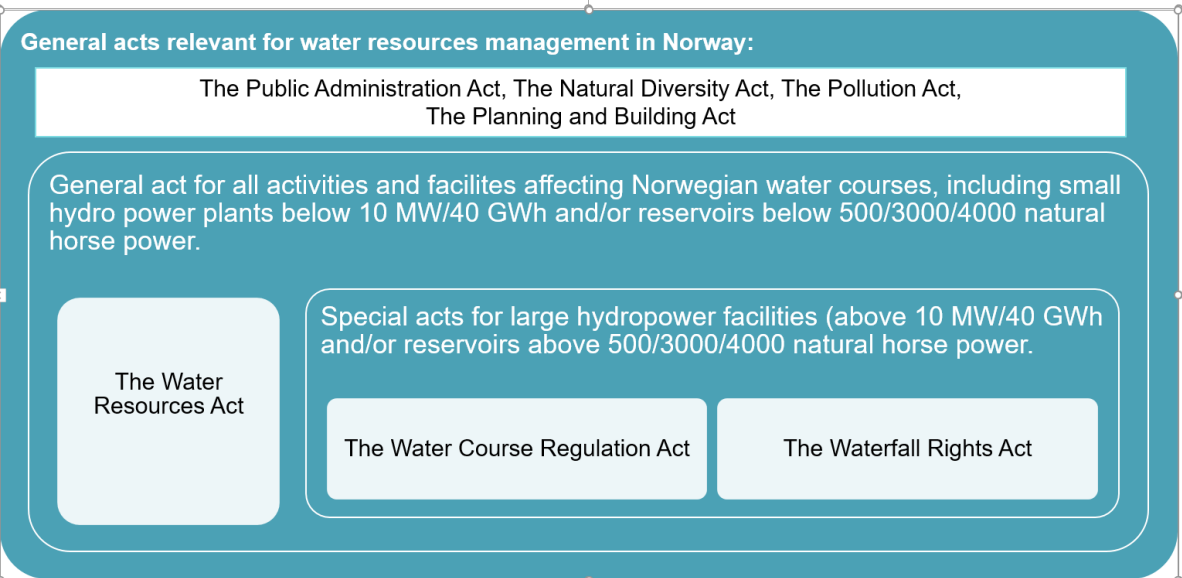 General acts relevant for water resources management in Norway:
The Public Administration Act, The Natural Diversity Act, The Pollution Act,
The Planning and Building Act
General act for all activities and facilites affecting Norwegian water courses, including small
hydro power plants below 10 MW/40 GWh and/or reservoirs below 500/3000/4000 natural
horse power.
The Water
Resources Act
Special acts for large hydropower facilities (above 10 MW/40 GWh
and/or reservoirs above 500/3000/4000 natural horse power.
The Water Course Regulation Act
The Waterfall Rights Act